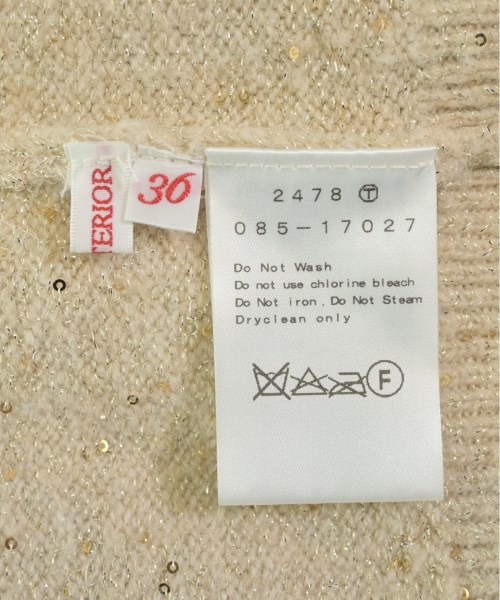 TERIOR
36
2478 Ⓣ
085-17027
Do Not Wash
Do not use chlorine bleach
Do Not iron. Do Not Steam
Dryclean only
F